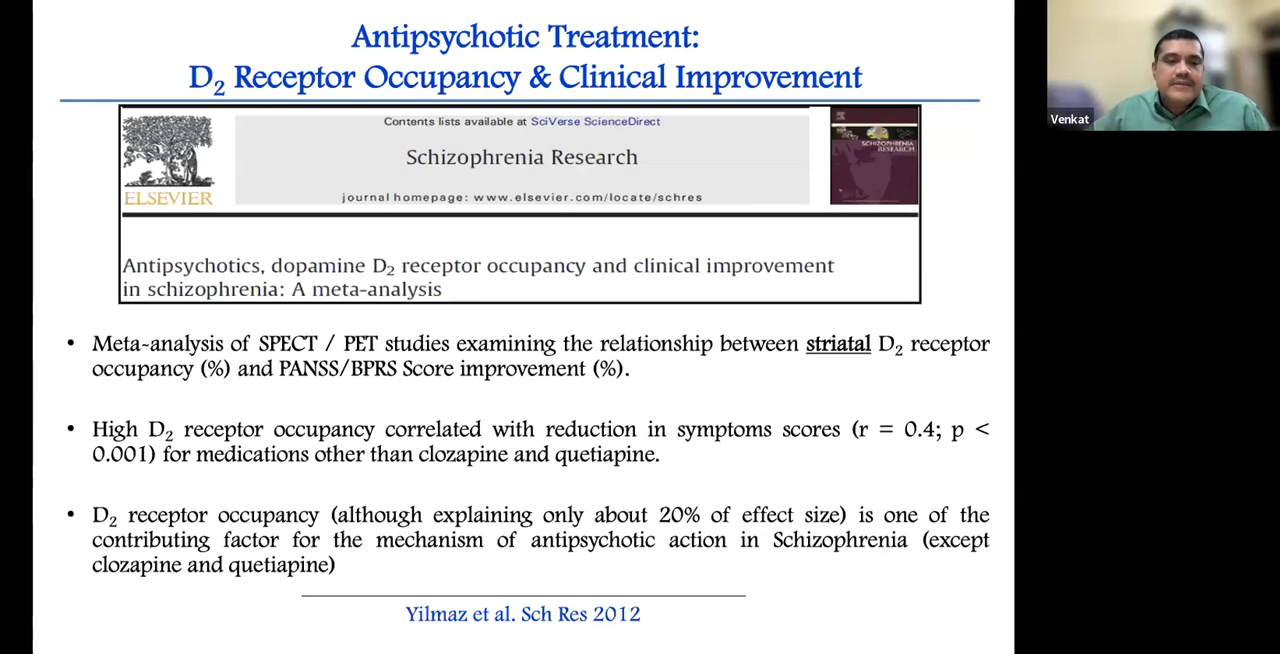 Antipsychotic Treatment:
D₂ Receptor Occupancy & Clinical Improvement
Venkat
Contents lists available at SciVerse ScienceDirect
Schizophrenia Research
journal homepage: www.elsevier.com/locate/schres
ELSEVIER
SCHIZOPHRENIA
RESEARCH
Antipsychotics, dopamine D₂ receptor occupancy and clinical improvement
in schizophrenia: A meta-analysis
• Meta-analysis of SPECT / PET studies examining the relationship between striatal D₂ receptor
occupancy (%) and PANSS/BPRS Score improvement (%).
• High D₂ receptor occupancy correlated with reduction in symptoms scores (r = 0.4; p <
0.001) for medications other than clozapine and quetiapine.
• D₂ receptor occupancy (although explaining only about 20% of effect size) is one of the
contributing factor for the mechanism of antipsychotic action in Schizophrenia (except
clozapine and quetiapine)
Yilmaz et al. Sch Res 2012